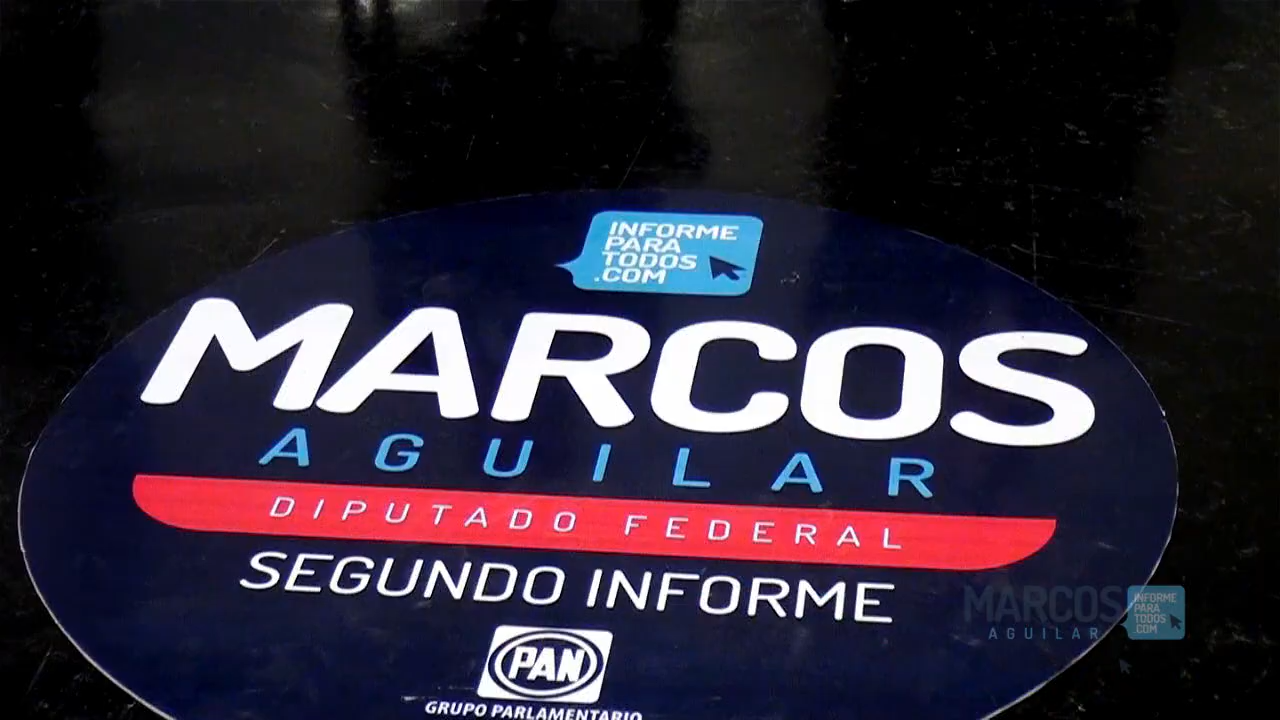 INFORME
PARA
TODOS
.COM
MARCOS
AGUILAR
DIPUTADO FEDERAL
SEGUNDO INFORME
PAN
GRUPO PARLAMENTARIO
MARCOS
AGUILAR
INFORME
PARA
TODOS
.COM